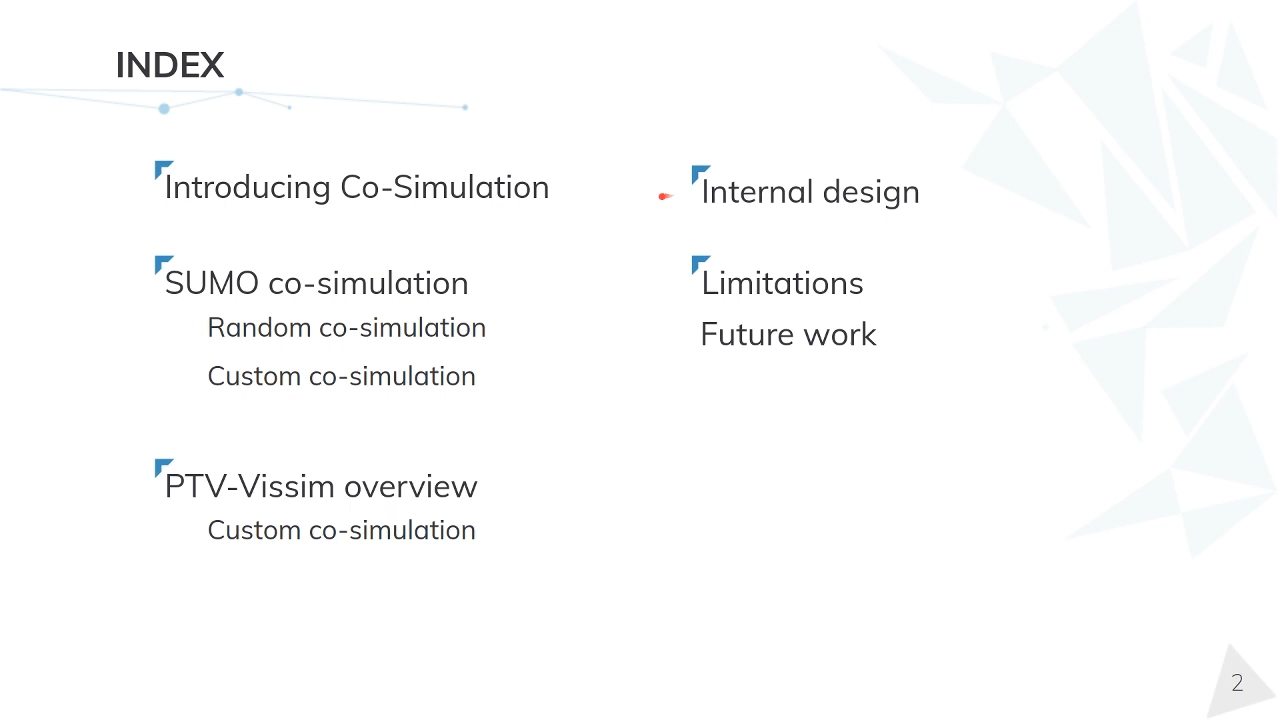 INDEX
Introducing Co-Simulation
SUMO co-simulation
Random co-simulation
Custom co-simulation
PTV-Vissim overview
Custom co-simulation
Internal design
Limitations
Future work
2